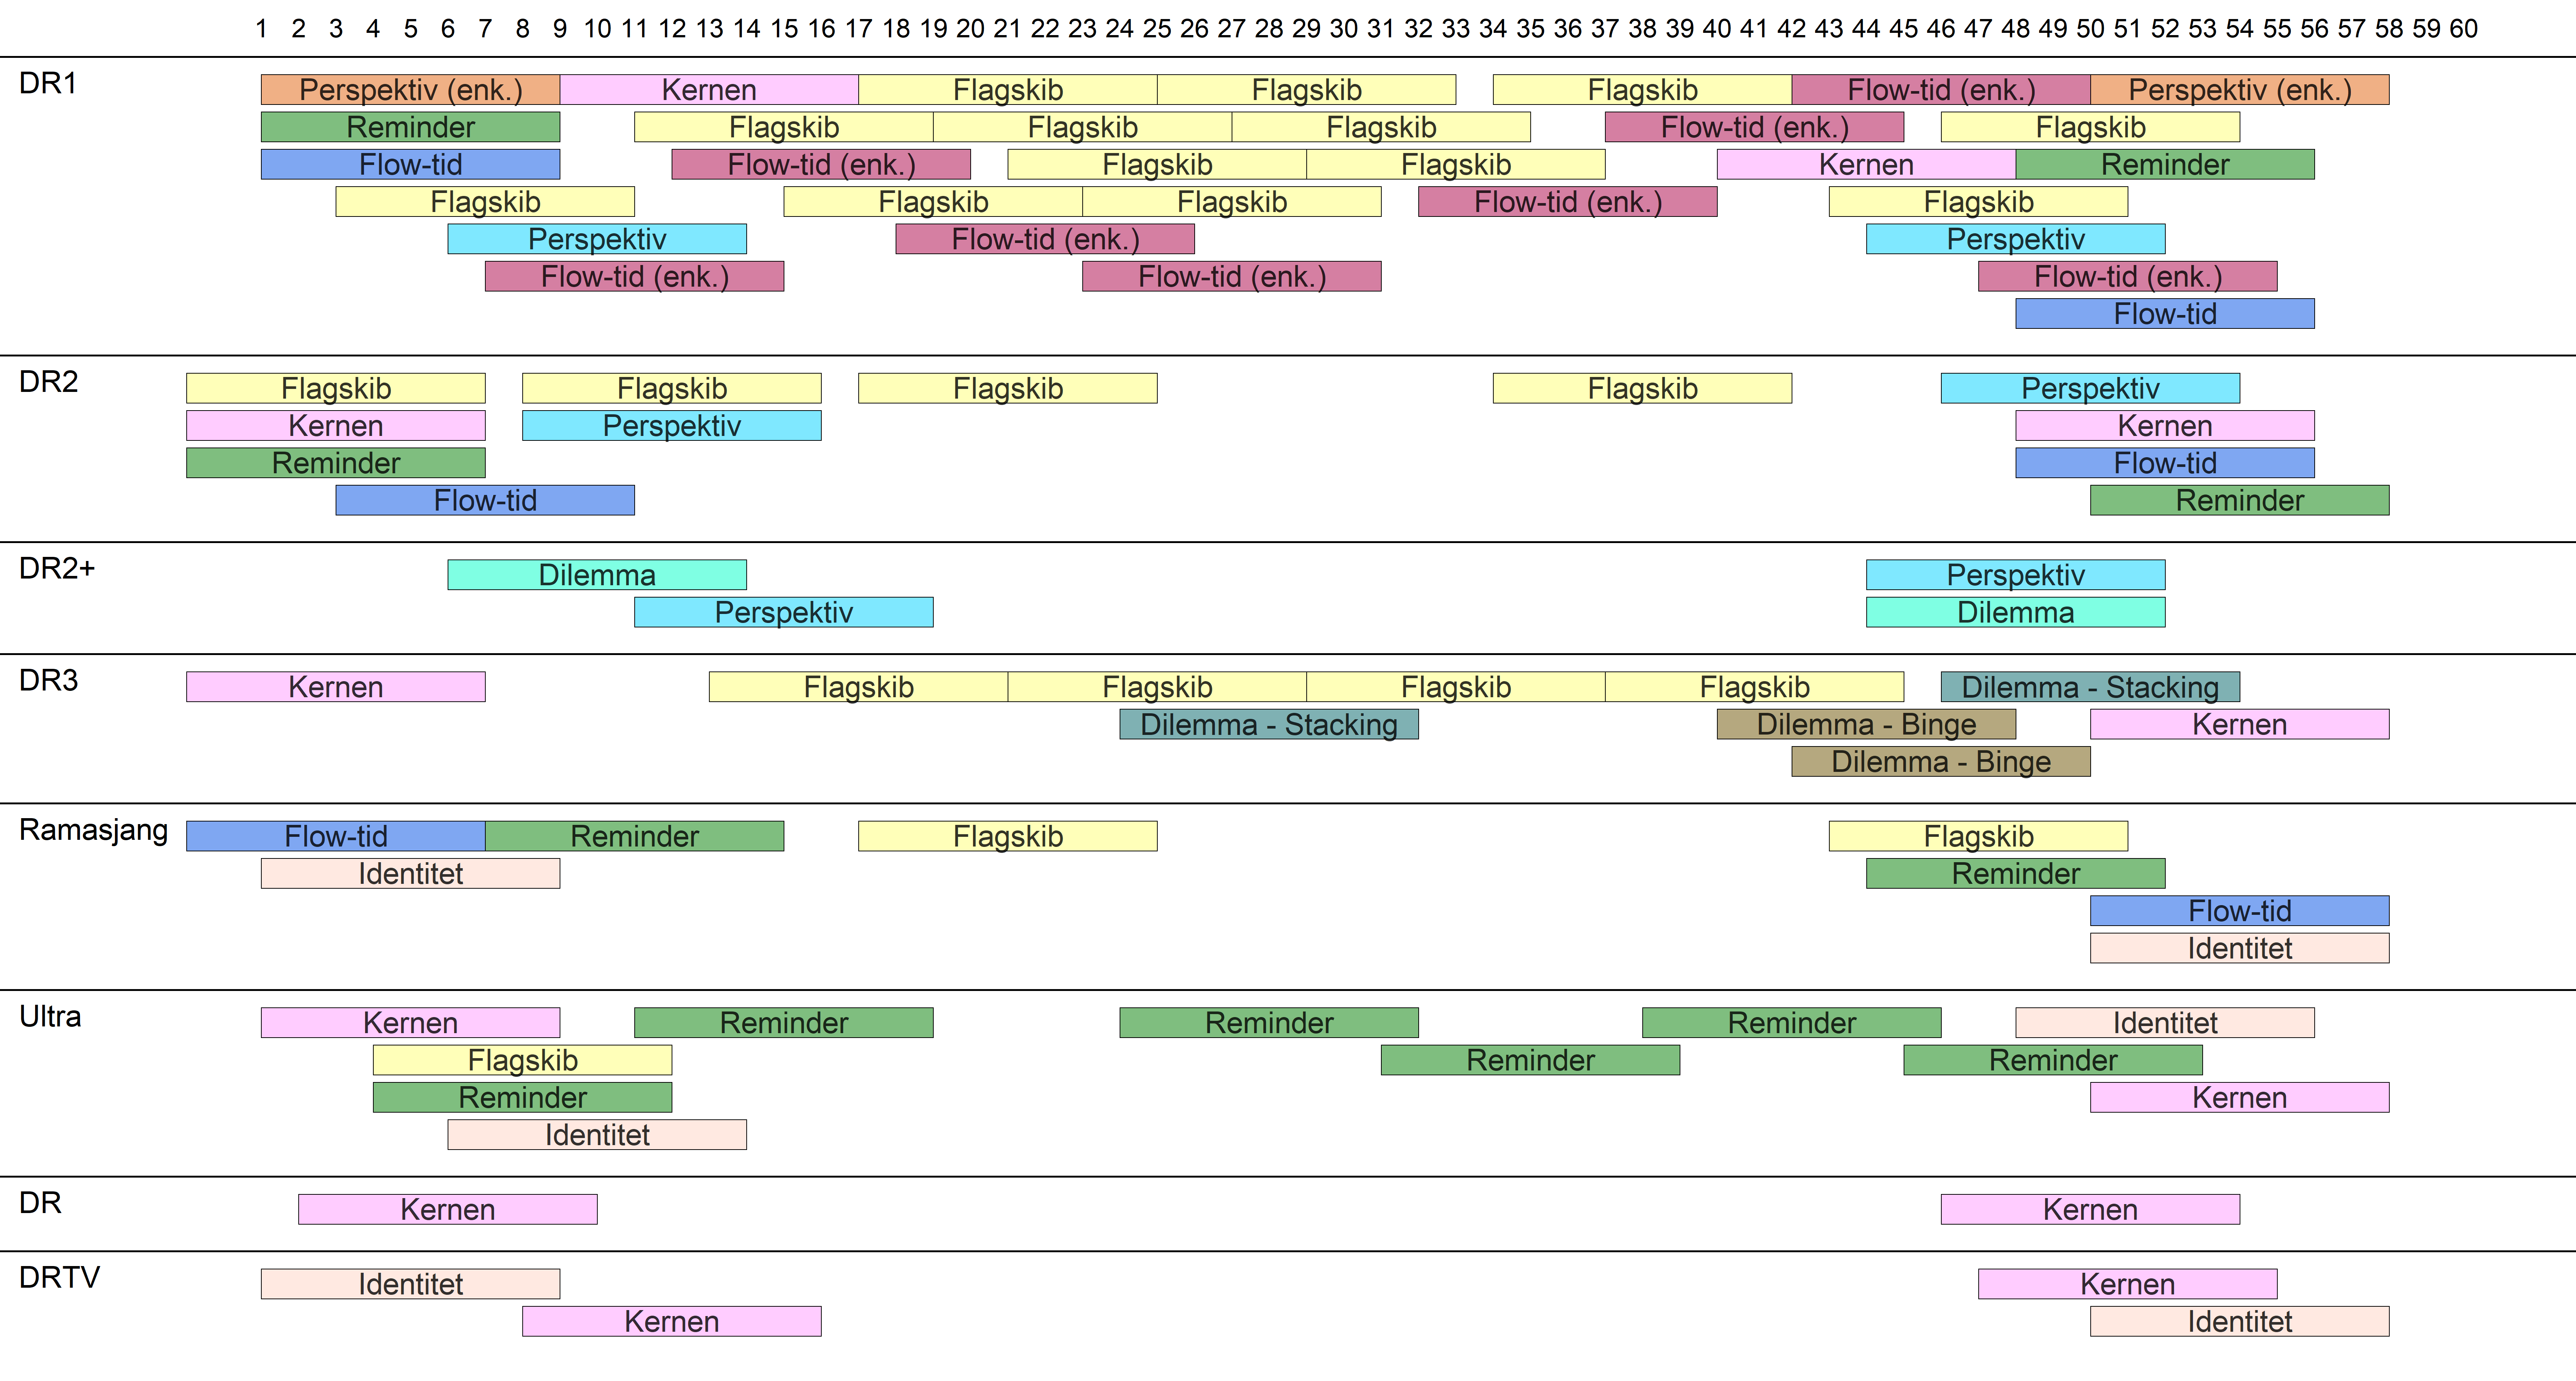 1 2 3 4 5 6 7 8 9 10 11 12 13 14 15 16 17 18 19 20 21 22 23 24 25 26 27 28 29 30 31 32 33 34 35 36 37 38 39 40 41 42 43 44 45 46 47 48 49 50 51 52 53 54 55 56 57 58 59 60
DR1 Perspektiv (enk.) Kernen Flagskib Flagskib Flagskib Flow-tid (enk.) Perspektiv (enk.)
Reminder Flagskib Flagskib Flagskib Flow-tid (enk.) Flagskib
Flow-tid Flow-tid (enk.) Flagskib Flagskib Kernen Reminder
Flagskib Flagskib Flagskib Flow-tid (enk.) Flagskib
Perspektiv Flow-tid (enk.) Perspektiv
Flow-tid (enk.) Flow-tid (enk.) Flow-tid (enk.)
Flow-tid
DR2 Flagskib Flagskib Flagskib Flagskib Perspektiv
Kernen Perspektiv Kernen
Reminder Flow-tid
Flow-tid Reminder
DR2+ Dilemma Perspektiv
Perspektiv Dilemma
DR3 Kernen Flagskib Flagskib Flagskib Flagskib Dilemma - Stacking
Dilemma - Stacking Dilemma - Binge Kernen
Dilemma - Binge
Ramasjang Flow-tid Reminder Flagskib Flagskib
Identitet Reminder
Flow-tid
Identitet
Ultra Kernen Reminder Reminder Reminder Identitet
Flagskib Reminder Reminder
Reminder Kernen
Identitet
DR Kernen Kernen
DRTV Identitet Kernen
Kernen Identitet